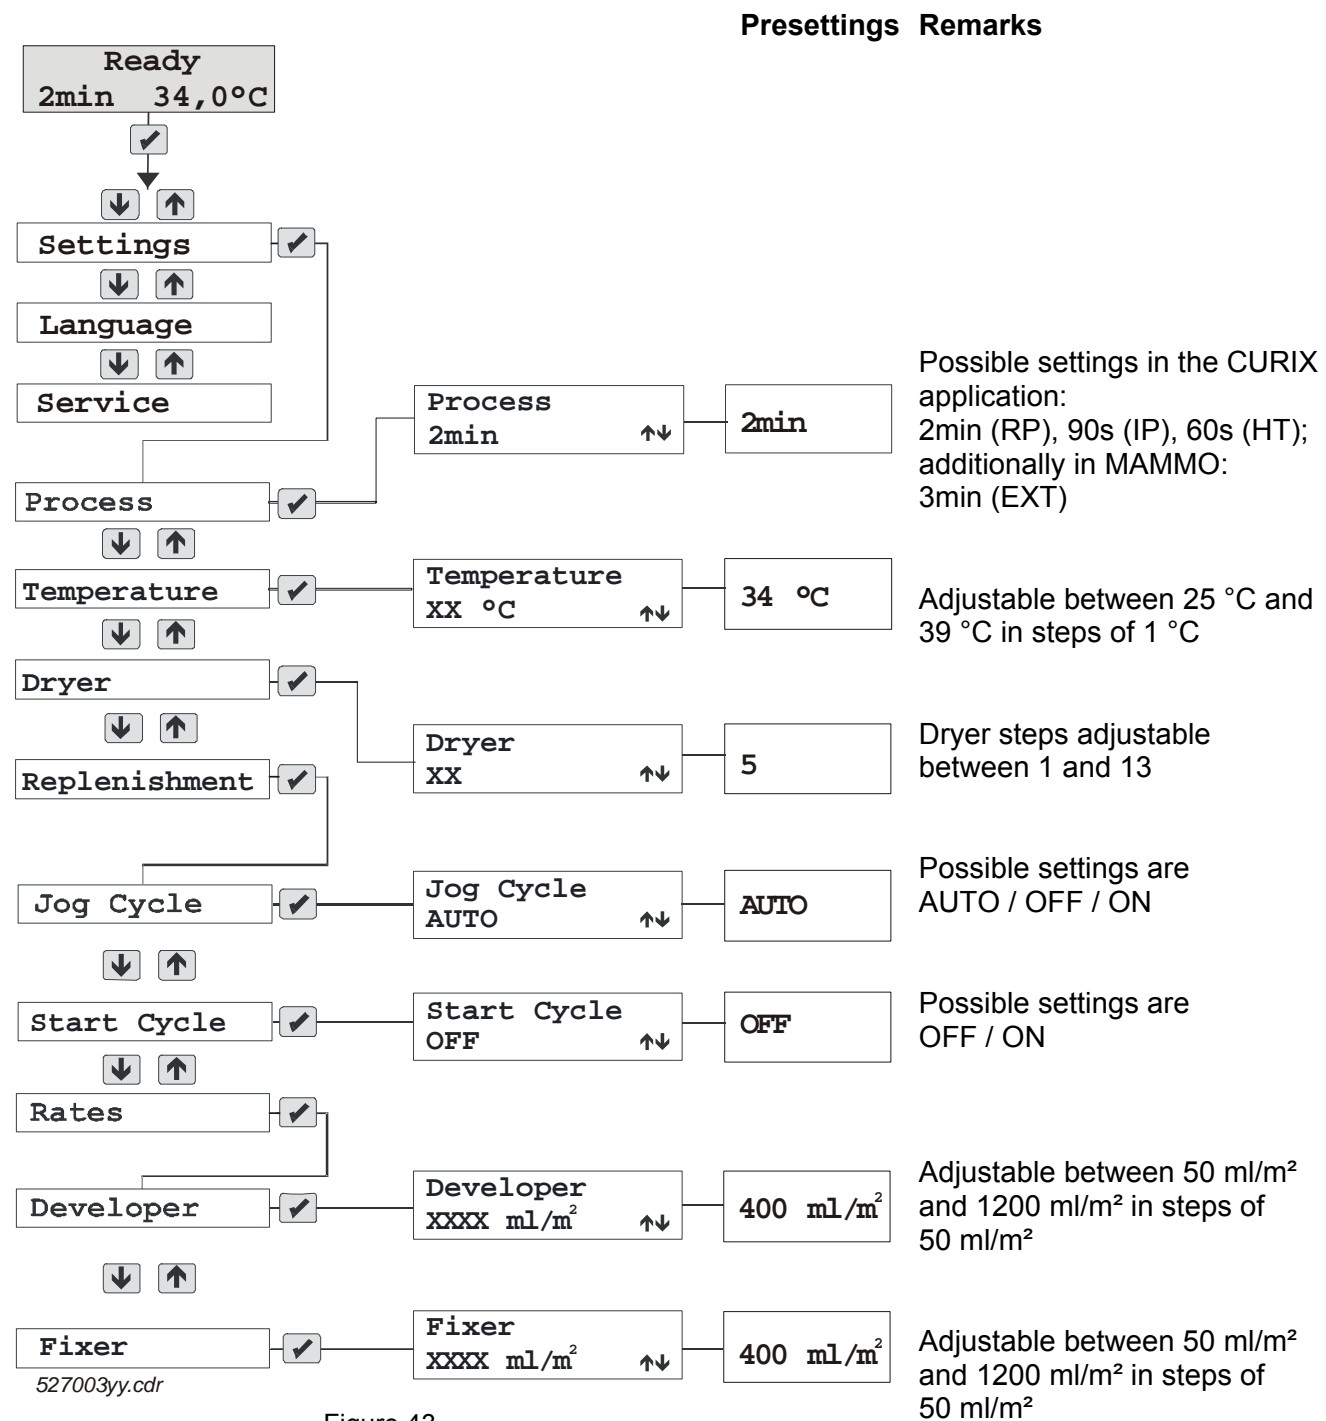 Presettings Remarks
Ready
2min 34,0°C
Settings
Language
Service
Process
2min
2min
Possible settings in the CURIX
application:
2min (RP), 90s (IP), 60s (HT);
additionally in MAMMO:
3min (EXT)
Process
Temperature
Temperature
XX °C
34 °C
Adjustable between 25 °C and
39 °C in steps of 1 °C
Dryer
Dryer
XX
5
Dryer steps adjustable
between 1 and 13
Replenishment
Jog Cycle
Jog Cycle
AUTO
AUTO
Possible settings are
AUTO / OFF / ON
Start Cycle
Start Cycle
OFF
OFF
Possible settings are
OFF / ON
Rates
Developer
Developer
XXXX ml/m²
400 ml/m²
Adjustable between 50 ml/m²
and 1200 ml/m² in steps of
50 ml/m²
Fixer
Fixer
XXXX ml/m²
400 ml/m²
Adjustable between 50 ml/m²
and 1200 ml/m² in steps of
50 ml/m²
527003yy.cdr
Figure